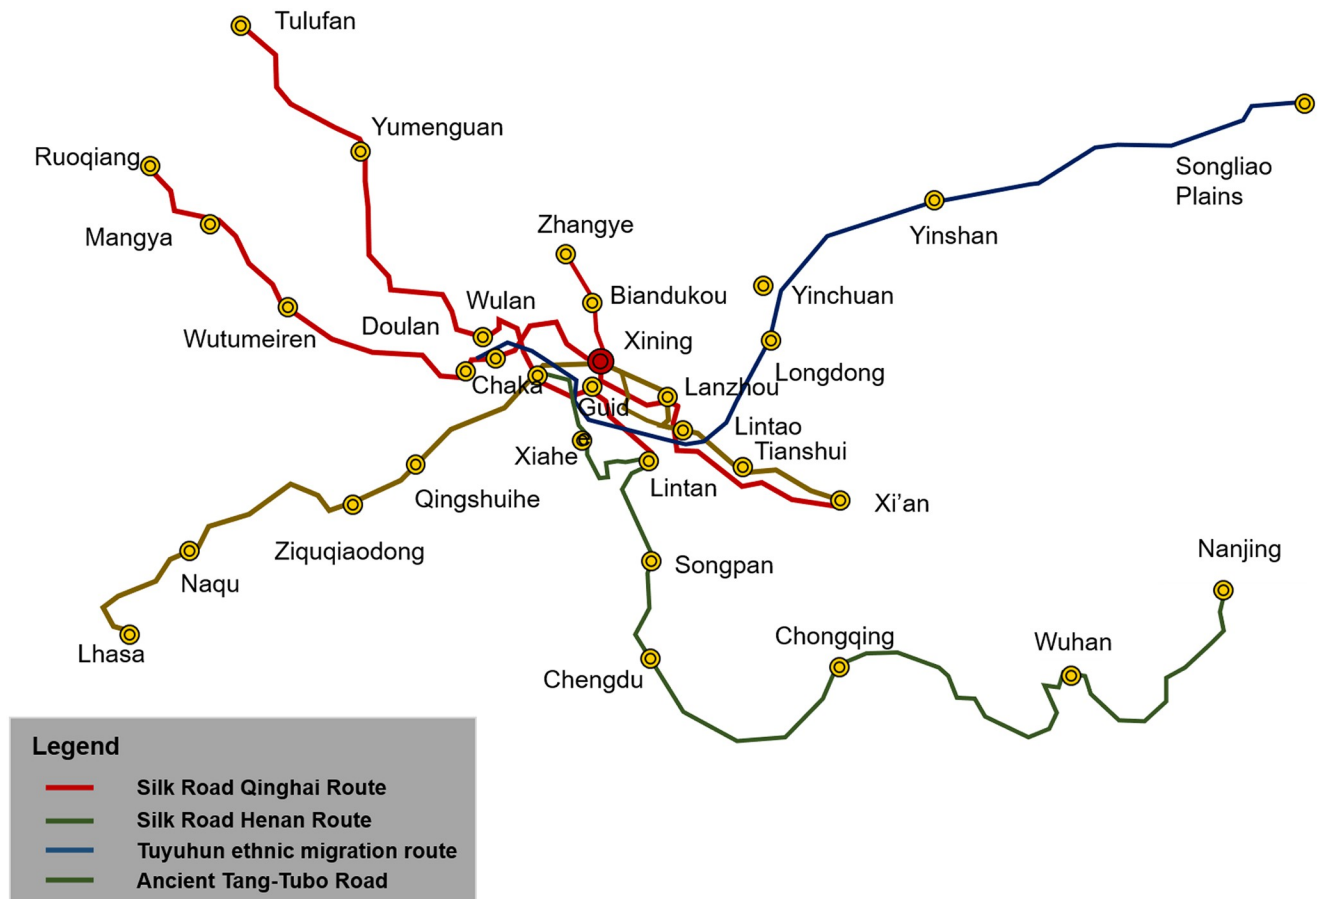 Tulufan
Yumenguan
Ruoqiang
Songliao
Plains
Mangya
Zhangye
Yinshan
Wulan
Biandukou
Yinchuan
Doulan
Wutumeiren
Xining
Longdong
Chaka
Lanzhou
Guid
Lintao
Tianshui
Xiahe
Lintan
Qingshuihe
Xi’an
Ziquqiaodong
Songpan
Nanjing
Naqu
Chongqing
Wuhan
Lhasa
Chengdu
Legend
Silk Road Qinghai Route
Silk Road Henan Route
Tuyuhun ethnic migration route
Ancient Tang-Tubo Road